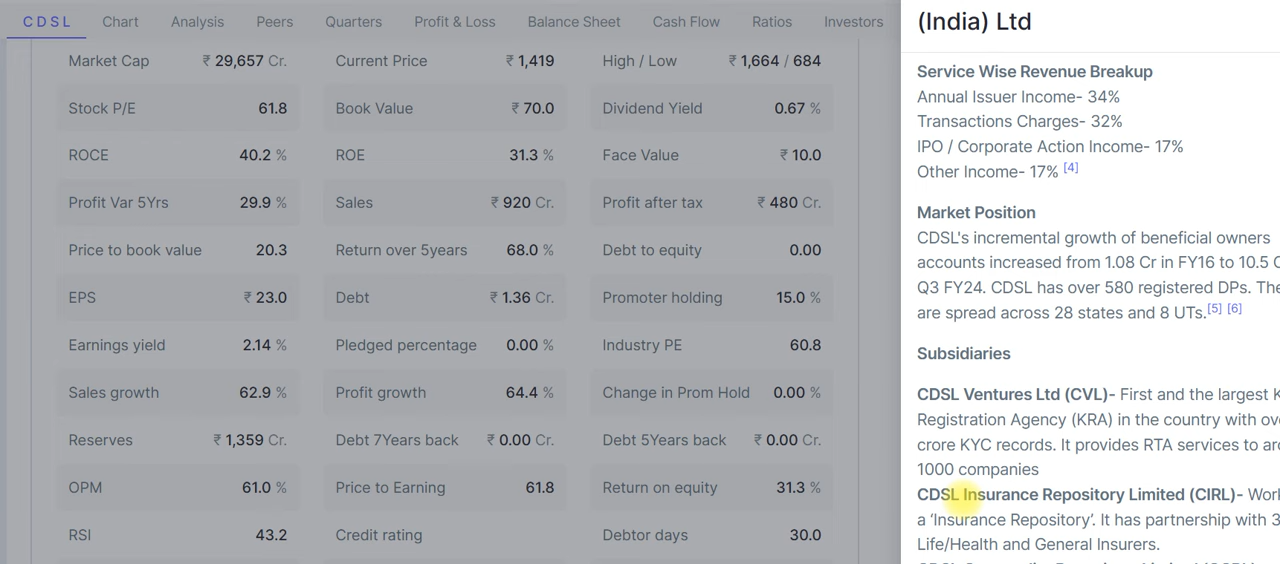 CDSL Chart Analysis Peers Quarters Profit & Loss Balance Sheet Cash Flow Ratios Investors
Market Cap ₹ 29,657 Cr. Current Price ₹ 1,419 High / Low ₹ 1,664 / 684
Stock P/E 61.8 Book Value ₹ 70.0 Dividend Yield 0.67 %
ROCE 40.2 % ROE 31.3 % Face Value ₹ 10.0
Profit Var 5Yrs 29.9 % Sales ₹ 920 Cr. Profit after tax ₹ 480 Cr.
Price to book value 20.3 Return over 5years 68.0 % Debt to equity 0.00
EPS ₹ 23.0 Debt ₹ 1.36 Cr. Promoter holding 15.0 %
Earnings yield 2.14 % Pledged percentage 0.00 % Industry PE 60.8
Sales growth 62.9 % Profit growth 64.4 % Change in Prom Hold 0.00 %
Reserves ₹ 1,359 Cr. Debt 7Years back ₹ 0.00 Cr. Debt 5Years back ₹ 0.00 Cr.
OPM 61.0 % Price to Earning 61.8 Return on equity 31.3 %
RSI 43.2 Credit rating Debtor days 30.0
(India) Ltd
Service Wise Revenue Breakup
Annual Issuer Income- 34%
Transactions Charges- 32%
IPO / Corporate Action Income- 17%
Other Income- 17% [4]
Market Position
CDSL's incremental growth of beneficial owners
accounts increased from 1.08 Cr in FY16 to 10.5
Q3 FY24. CDSL has over 580 registered DPs.
are spread across 28 states and 8 UTs.[5] [6]
Subsidiaries
CDSL Ventures Ltd (CVL)- First and the largest
Registration Agency (KRA) in the country with
crore KYC records. It provides RTA services to
1000 companies
CDSL Insurance Repository Limited (CIRL)-
a ‘Insurance Repository’. It has partnership with
Life/Health and General Insurers.